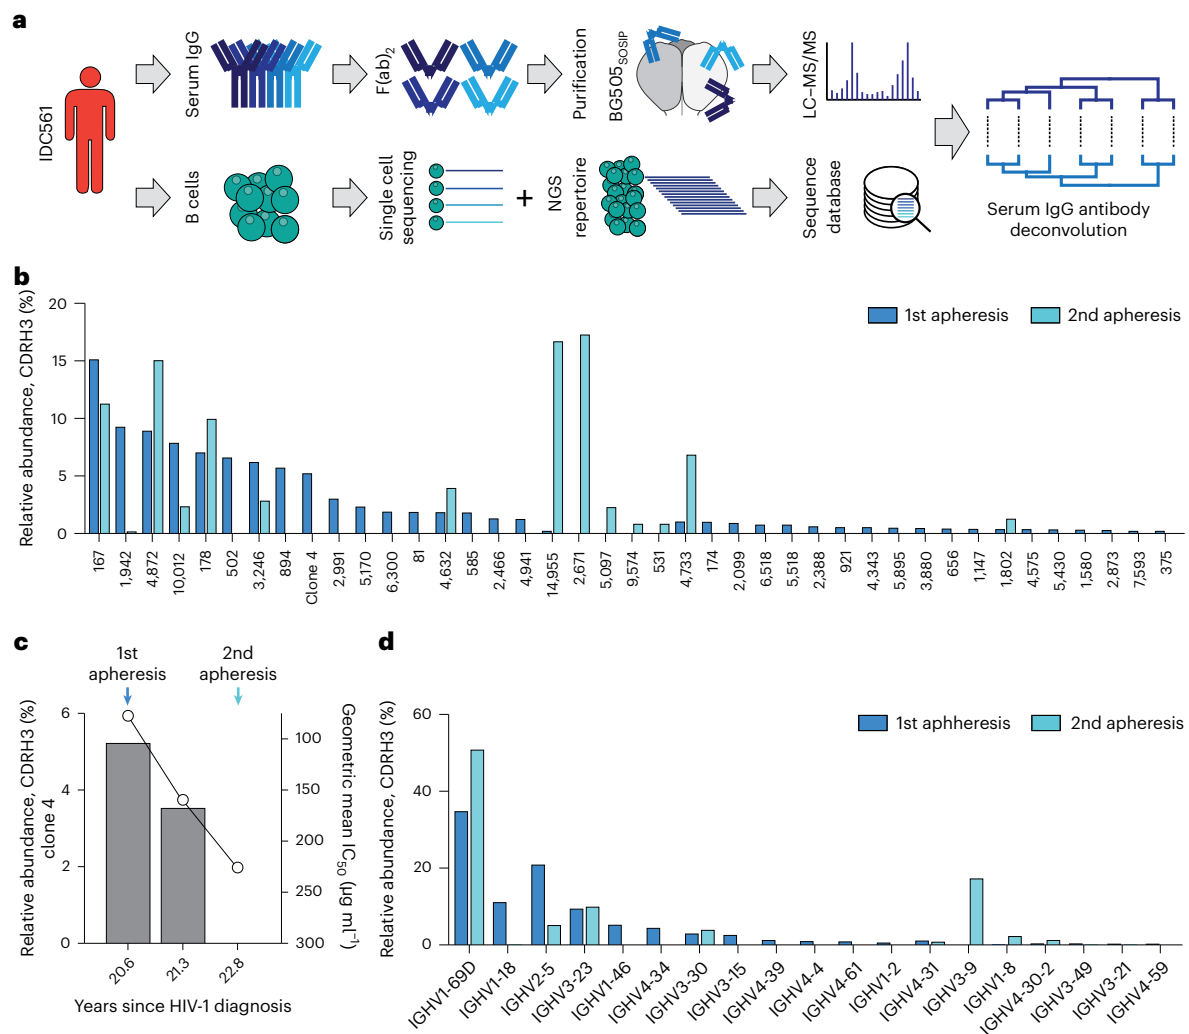 a
IDC561
Serum IgG
F(ab)2
Purification
BG505SOSIP
LC–MS/MS
B cells
Single cell
sequencing
+
NGS
repertoire
Sequence
database
Serum IgG antibody
deconvolution
b
Relative abundance, CDRH3 (%)
20
15
10
5
0
1st apheresis
2nd apheresis
167
1,942
4,872
10,012
178
502
3,246
894
Clone 4
2,991
5,170
6,300
81
4,632
585
2,466
4,941
14,955
2,671
5,097
9,574
531
4,733
174
2,099
6,518
5,518
2,388
921
4,343
5,895
3,880
656
1,147
1,802
4,575
5,430
1,580
2,873
7,593
375
c
1st
apheresis
2nd
apheresis
Relative abundance, CDRH3 (%)
clone 4
6
4
2
0
100
150
200
250
300
Geometric mean IC50 (µg ml−1)
20.6
21.3
22.8
Years since HIV-1 diagnosis
d
Relative abundance, CDRH3 (%)
60
40
20
0
1st aphheresis
2nd apheresis
IGHV1-69D
IGHV1-18
IGHV2-5
IGHV3-23
IGHV1-46
IGHV4-34
IGHV3-30
IGHV3-15
IGHV4-39
IGHV4-4
IGHV4-61
IGHV1-2
IGHV4-31
IGHV3-9
IGHV1-8
IGHV4-30-2
IGHV3-49
IGHV3-21
IGHV4-59